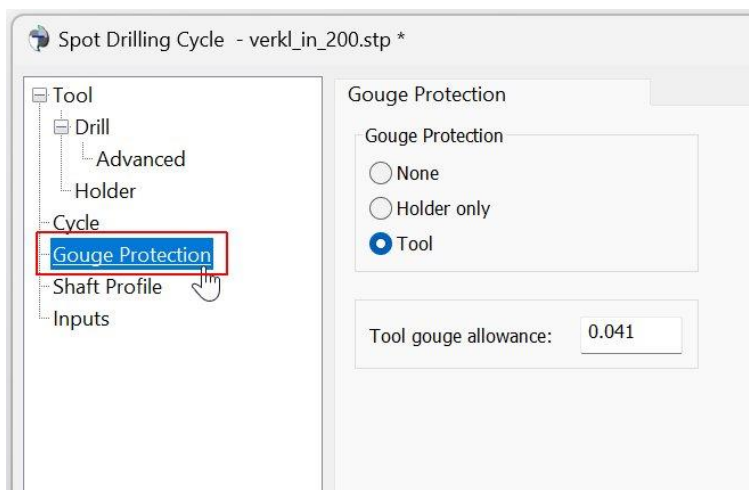 Spot Drilling Cycle - verkl_in_200.stp *
Tool
Drill
Advanced
Holder
Cycle
Gouge Protection
Shaft Profile
Inputs
Gouge Protection
Gouge Protection
None
Holder only
Tool
Tool gouge allowance: 0.041